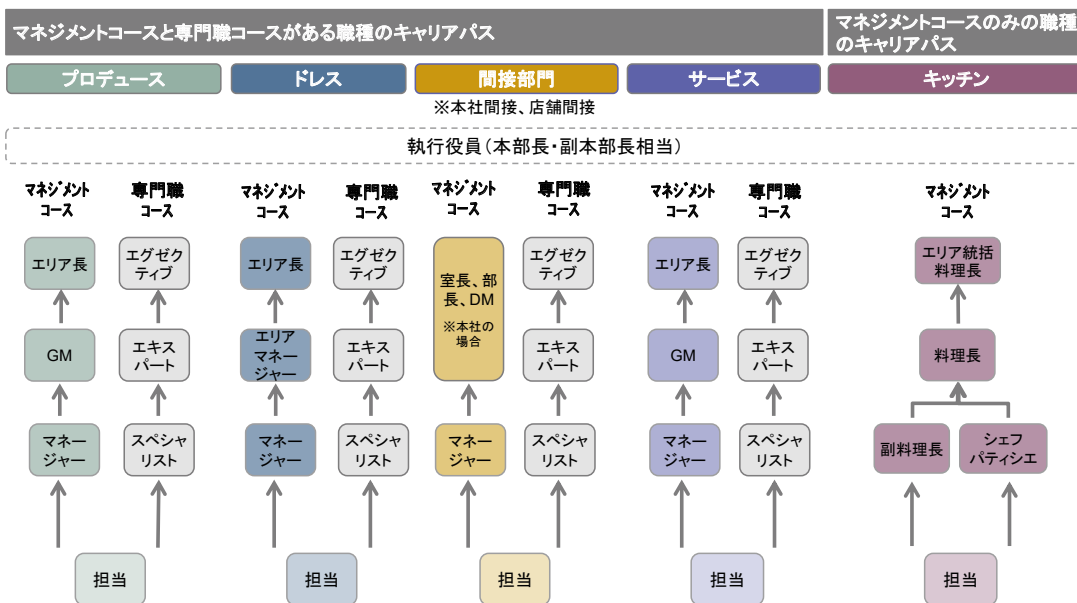 マネジメントコースと専門職コースがある職種のキャリアパス
マネジメントコースのみの職種
のキャリアパス
プロデュース
ドレス
間接部門
サービス
キッチン
※本社間接、店舗間接
執行役員(本部長・副本部長相当)
マネジメント
コース
専門職
コース
マネジメント
コース
専門職
コース
マネジメント
コース
専門職
コース
マネジメント
コース
専門職
コース
マネジメント
コース
エリア長
エグゼク
ティブ
エリア長
エグゼク
ティブ
室長、部
長、DM
※本社の
場合
エグゼク
ティブ
エリア長
エグゼク
ティブ
エリア統括
料理長
GM
エキス
パート
エリア
マネー
ジャー
エキス
パート
エキス
パート
GM
エキス
パート
料理長
マネー
ジャー
スペシャ
リスト
マネー
ジャー
スペシャ
リスト
マネー
ジャー
スペシャ
リスト
マネー
ジャー
スペシャ
リスト
副料理長
シェフ
パティシエ
担当
担当
担当
担当
担当